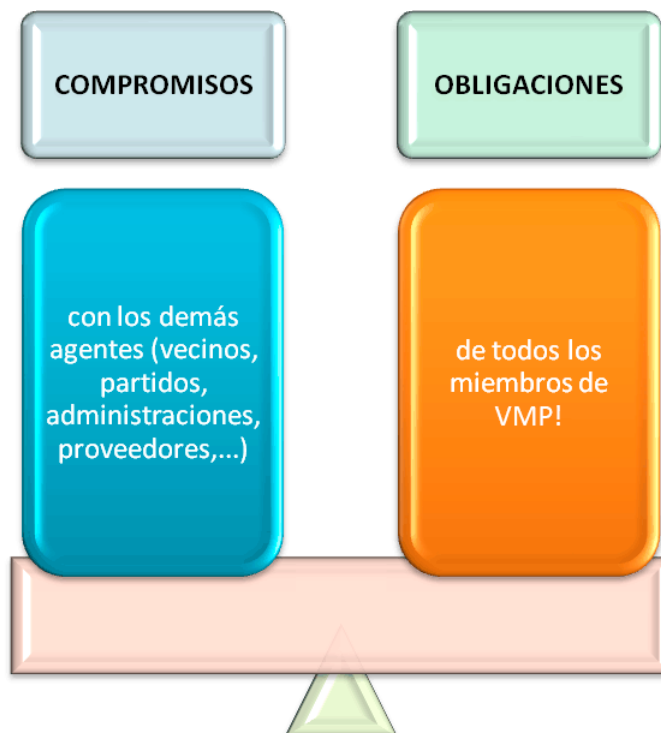 COMPROMISOS
OBLIGACIONES
con los demás
agentes (vecinos,
partidos,
administraciones,
proveedores,...)
de todos los
miembros de
VMP!